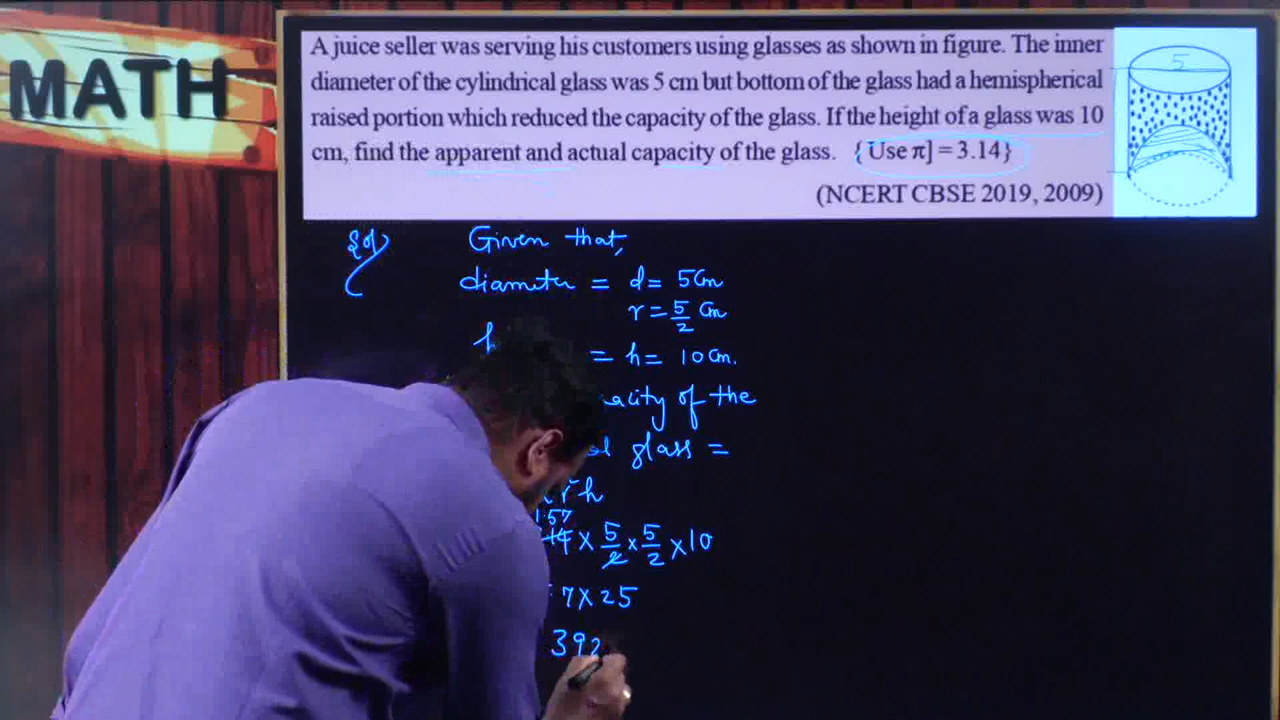 MATH
A juice seller was serving his customers using glasses as shown in figure. The inner
diameter of the cylindrical glass was 5 cm but bottom of the glass had a hemispherical
raised portion which reduced the capacity of the glass. If the height of a glass was 10
cm, find the apparent and actual capacity of the glass. { Use π] = 3.14}
(NCERT CBSE 2019, 2009)
5
Sol Given that,
diameter = d = 5cm
r = 5/2 cm
= h = 10cm.
of the
glass =
r²h
1.57
× 5/2 × 5/2 × 10
7 × 25
392